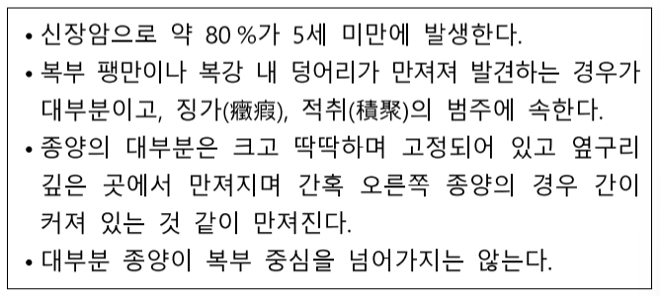 • 신장암으로 약 80 %가 5세 미만에 발생한다.
• 복부 팽만이나 복강 내 덩어리가 만져져 발견하는 경우가
대부분이고, 징가(癥瘕), 적취(積聚)의 범주에 속한다.
• 종양의 대부분은 크고 딱딱하며 고정되어 있고 옆구리
깊은 곳에서 만져지며 간혹 오른쪽 종양의 경우 간이
커져 있는 것 같이 만져진다.
• 대부분 종양이 복부 중심을 넘어가지는 않는다.